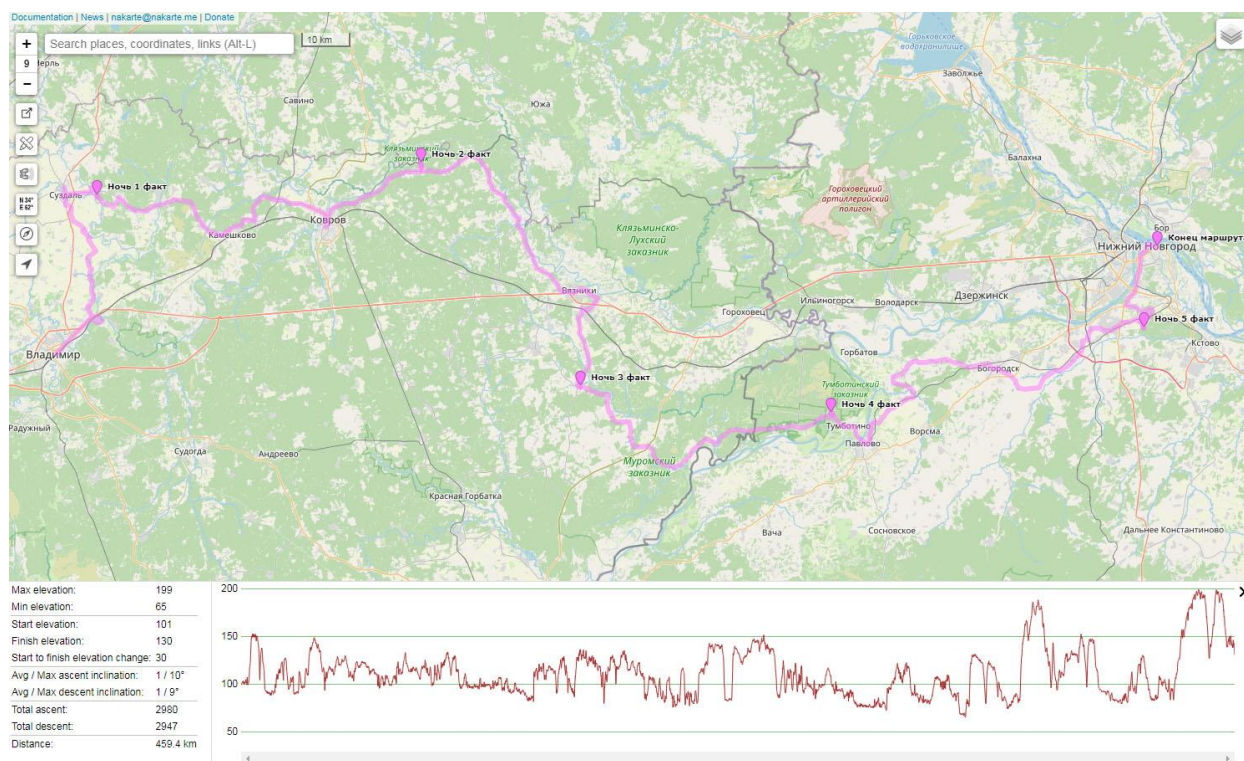 Documentation | News | nakarte@nakarte.me | Donate
+
Search places, coordinates, links (Alt-L)
10 km
9
−
N 34°
E 62°
Горьковское
водохранилище
Заволжье
Савино
Южа
Балахна
Клязьминский
заказник
Ночь 2 факт
Ночь 1 факт
Суздаль
Гороховецкий
артиллерийский
полигон
Ковров
Камешково
Клязьминско-
Лухский
заказник
Бор
Конец маршрута
Нижний Новгород
Вязники
Ильиногорск
Володарск
Дзержинск
Гороховец
Ночь 5 факт
Кстово
Владимир
Горбатов
Богородск
Ночь 3 факт
Тумботинский
заказник
Ночь 4 факт
Тумботино
Ворсма
Павлово
Радужный
Судогда
Андреево
Муромский
заказник
Красная Горбатка
Вача
Сосновское
Дальнее Константиново
Max elevation: 199
Min elevation: 65
Start elevation: 101
Finish elevation: 130
Start to finish elevation change: 30
Avg / Max ascent inclination: 1 / 10°
Avg / Max descent inclination: 1 / 9°
Total ascent: 2980
Total descent: 2947
Distance: 459.4 km
200
150
100
50